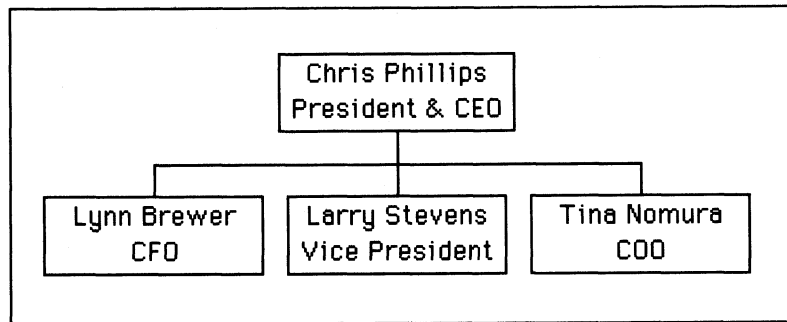 Chris Phillips
President & CEO
Lynn Brewer
CFO
Larry Stevens
Vice President
Tina Nomura
COO